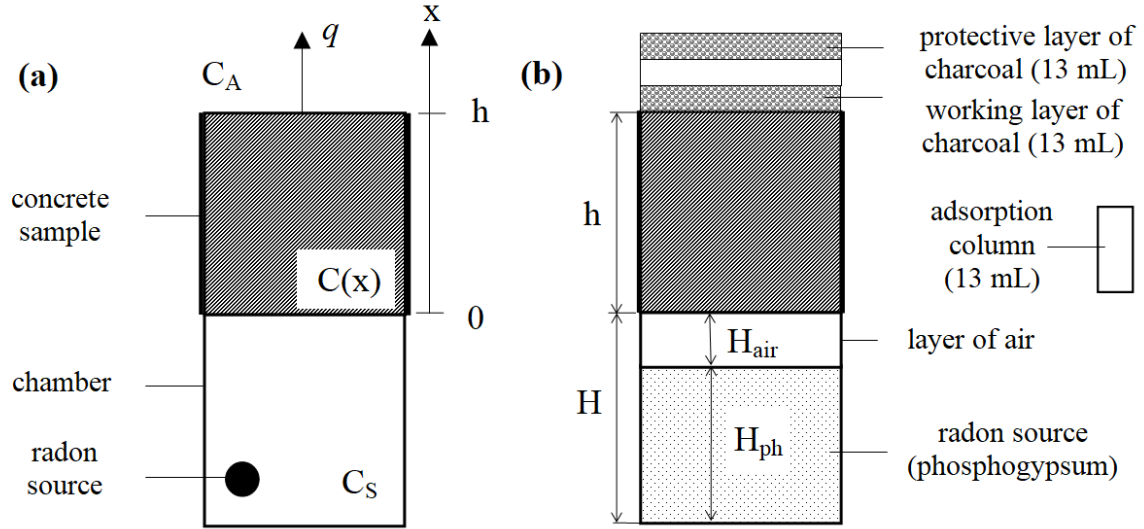 (a)
C_A
q
x
h
concrete
sample
C(x)
0
chamber
radon
source
C_S
(b)
protective layer of
charcoal (13 mL)
working layer of
charcoal (13 mL)
h
adsorption
column
(13 mL)
H_air
layer of air
H
H_ph
radon source
(phosphogypsum)